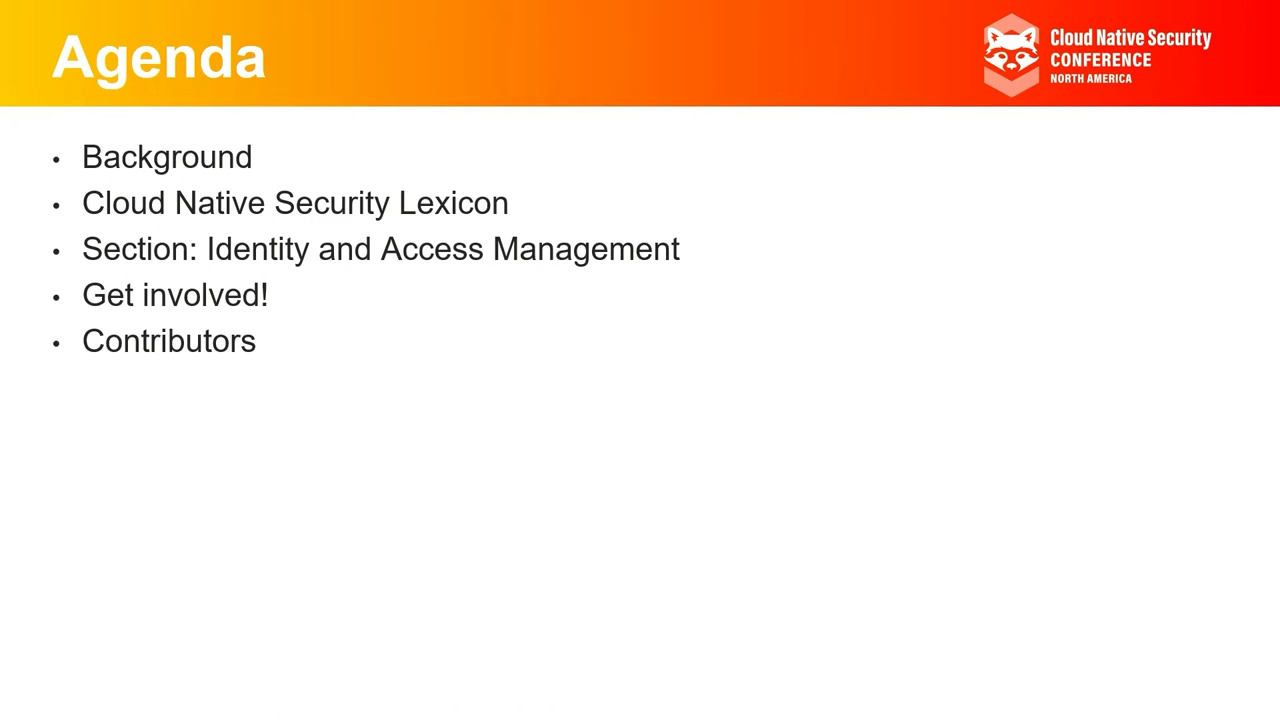 Agenda
Cloud Native Security
CONFERENCE
NORTH AMERICA
• Background
• Cloud Native Security Lexicon
• Section: Identity and Access Management
• Get involved!
• Contributors